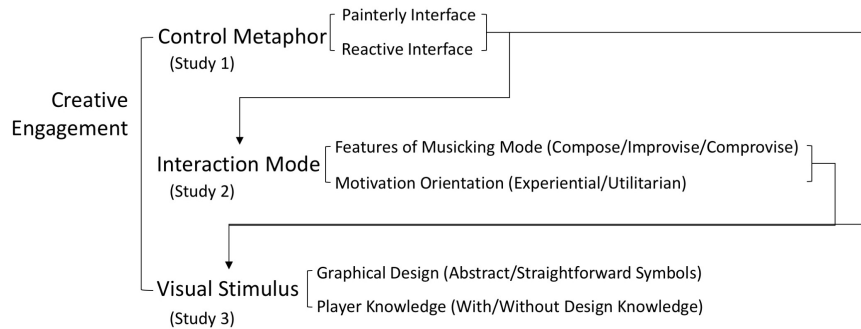 Painterly Interface
Control Metaphor
Reactive Interface
(Study 1)
Creative
Engagement
Features of Musicking Mode (Compose/Improvise/Comprovise)
Interaction Mode
Motivation Orientation (Experiential/Utilitarian)
(Study 2)
Graphical Design (Abstract/Straightforward Symbols)
Visual Stimulus
Player Knowledge (With/Without Design Knowledge)
(Study 3)